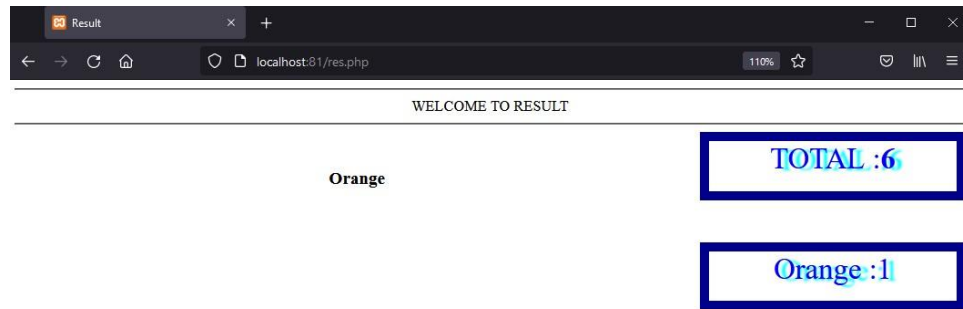 Result
localhost:81/res.php
110%
WELCOME TO RESULT
TOTAL :6
Orange
Orange :1